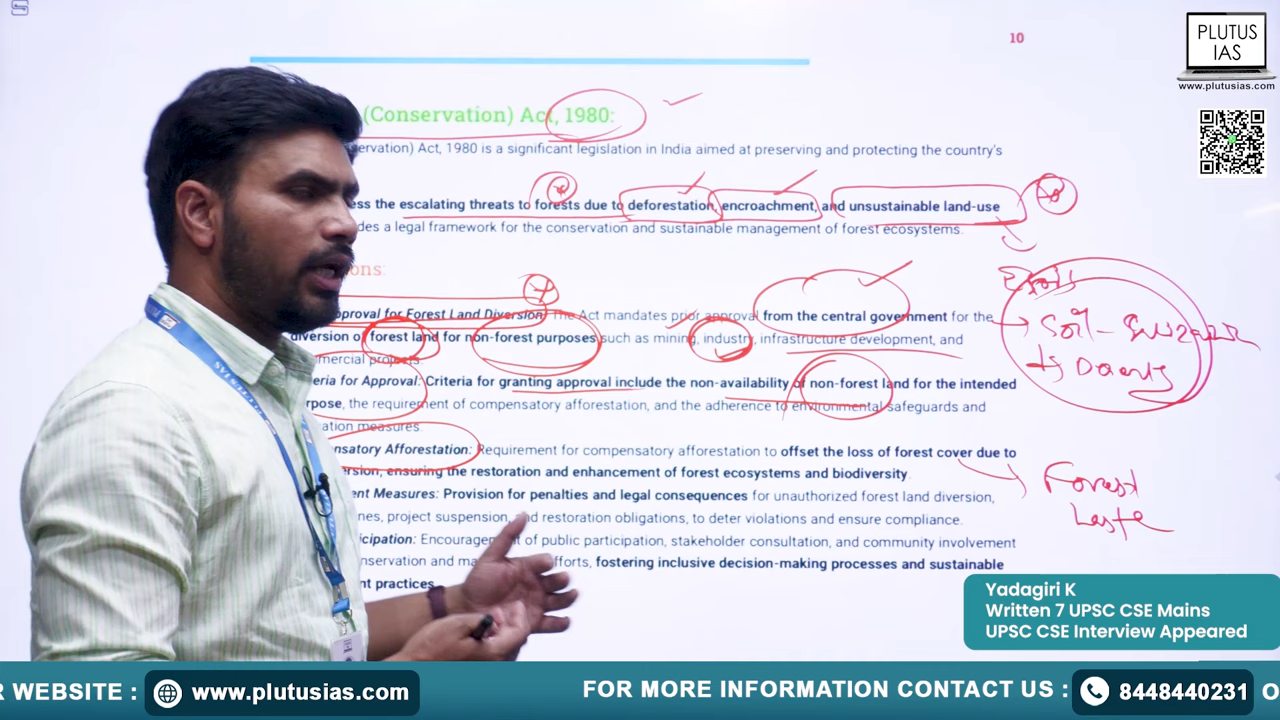 10
PLUTUS
IAS
www.plutusias.com
(Conservation) Act, 1980:
ervation) Act, 1980 is a significant legislation in India aimed at preserving and protecting the country's
ess the escalating threats to forests due to deforestation, encroachment, and unsustainable land-use
des a legal framework for the conservation and sustainable management of forest ecosystems.
ons:
pproval for Forest Land Diversion: The Act mandates prior approval from the central government for the
diversion of forest land for non-forest purposes such as mining, industry, infrastructure development, and
mercial projects.
eria for Approval: Criteria for granting approval include the non-availability of non-forest land for the intended
rpose, the requirement of compensatory afforestation, and the adherence to environmental safeguards and
ation measures.
nsatory Afforestation: Requirement for compensatory afforestation to offset the loss of forest cover due to
rsion, ensuring the restoration and enhancement of forest ecosystems and biodiversity.
ent Measures: Provision for penalties and legal consequences for unauthorized forest land diversion,
nes, project suspension, and restoration obligations, to deter violations and ensure compliance.
ticipation: Encouragement of public participation, stakeholder consultation, and community involvement
nservation and ma fforts, fostering inclusive decision-making processes and sustainable
nt practices.
Soil -
Forest
Yadagiri K
Written 7 UPSC CSE Mains
UPSC CSE Interview Appeared
R WEBSITE : www.plutusias.com FOR MORE INFORMATION CONTACT US : 8448440231 O